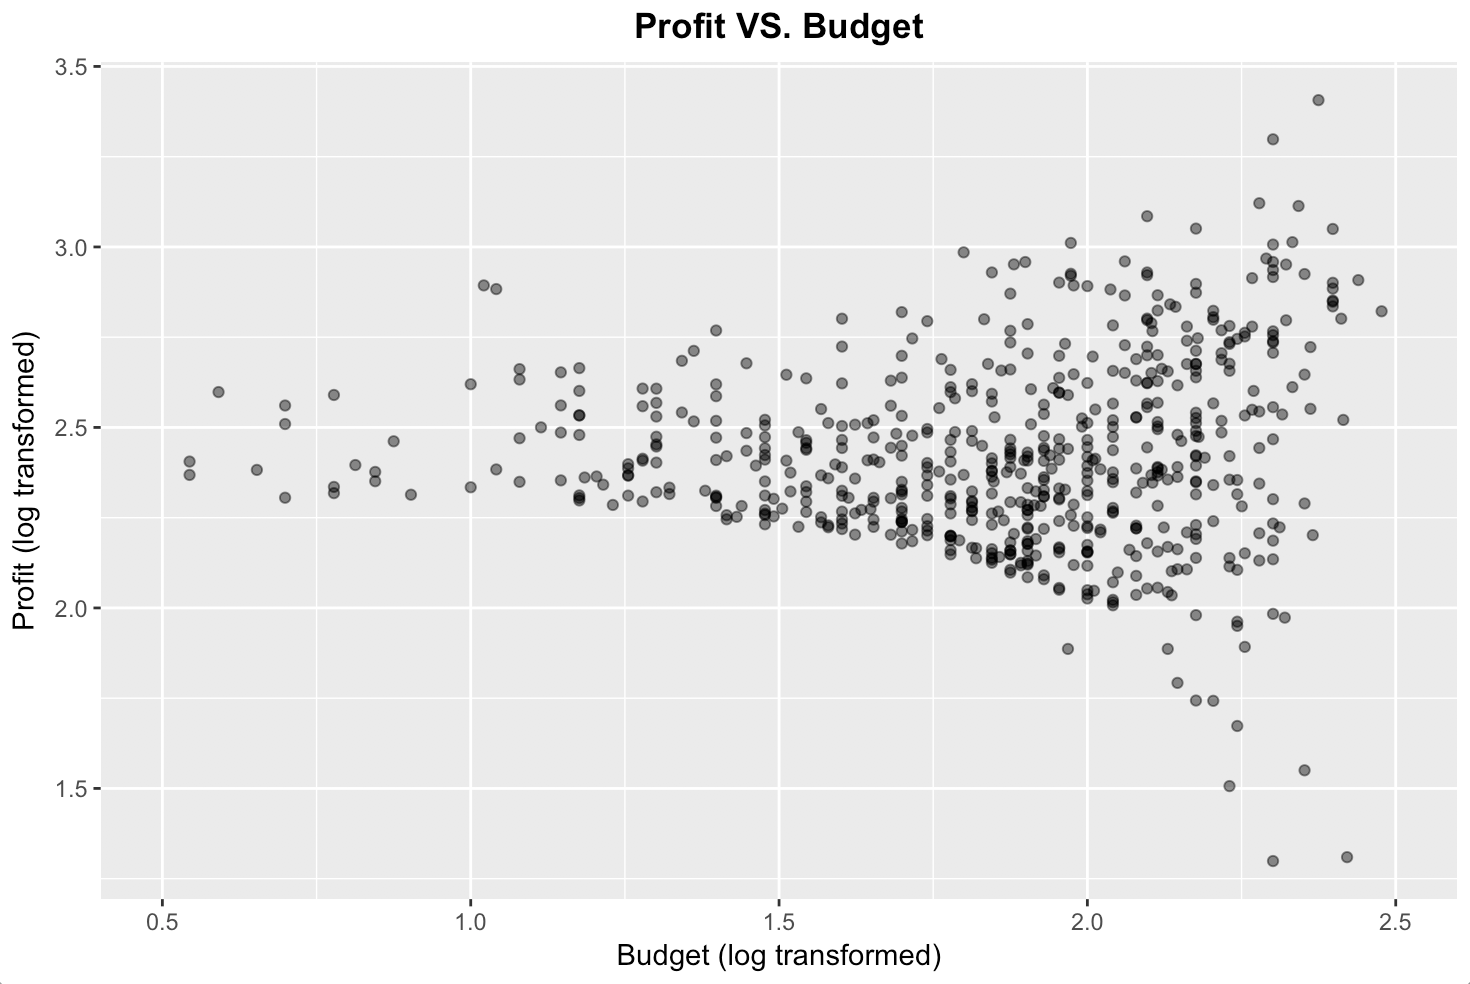 Profit VS. Budget
3.5
3.0
2.5
2.0
1.5
Profit (log transformed)
0.5 1.0 1.5 2.0 2.5
Budget (log transformed)